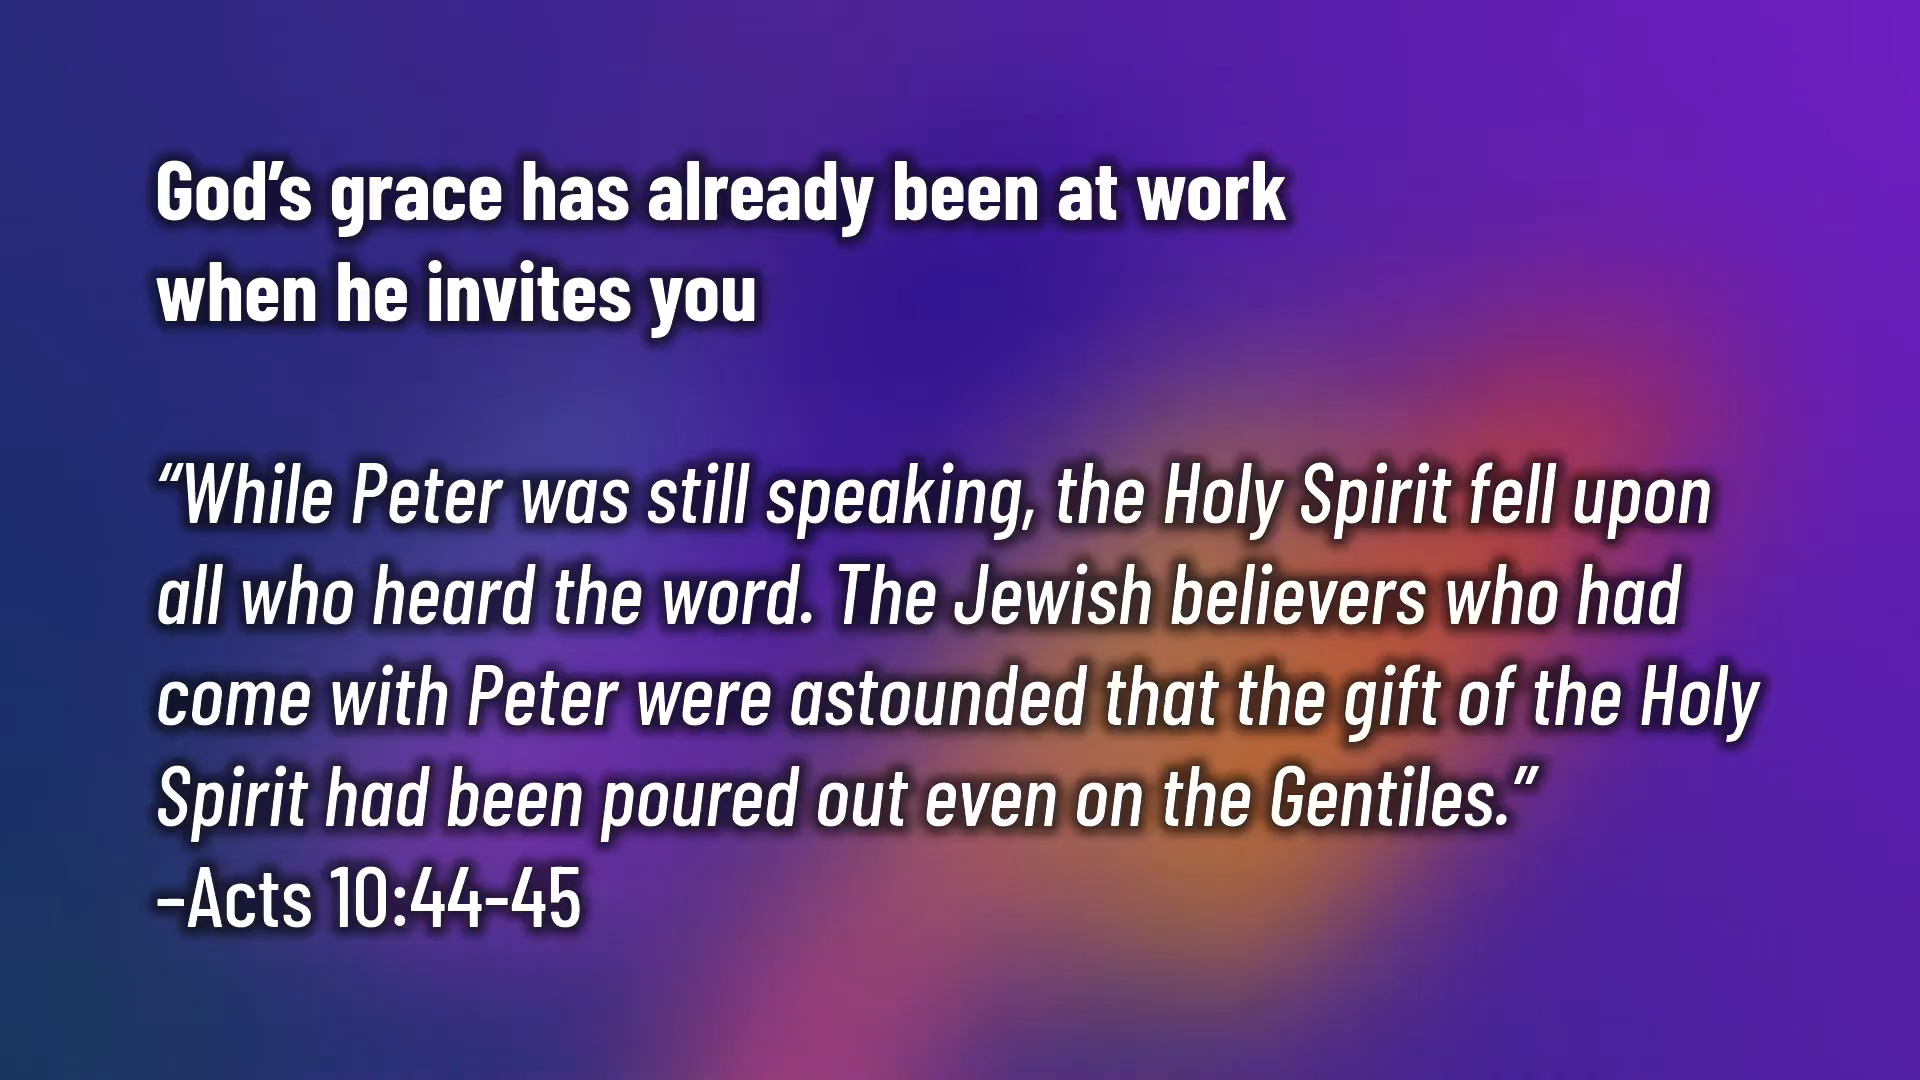 God’s grace has already been at work
when he invites you
“While Peter was still speaking, the Holy Spirit fell upon
all who heard the word. The Jewish believers who had
come with Peter were astounded that the gift of the Holy
Spirit had been poured out even on the Gentiles.”
–Acts 10:44-45